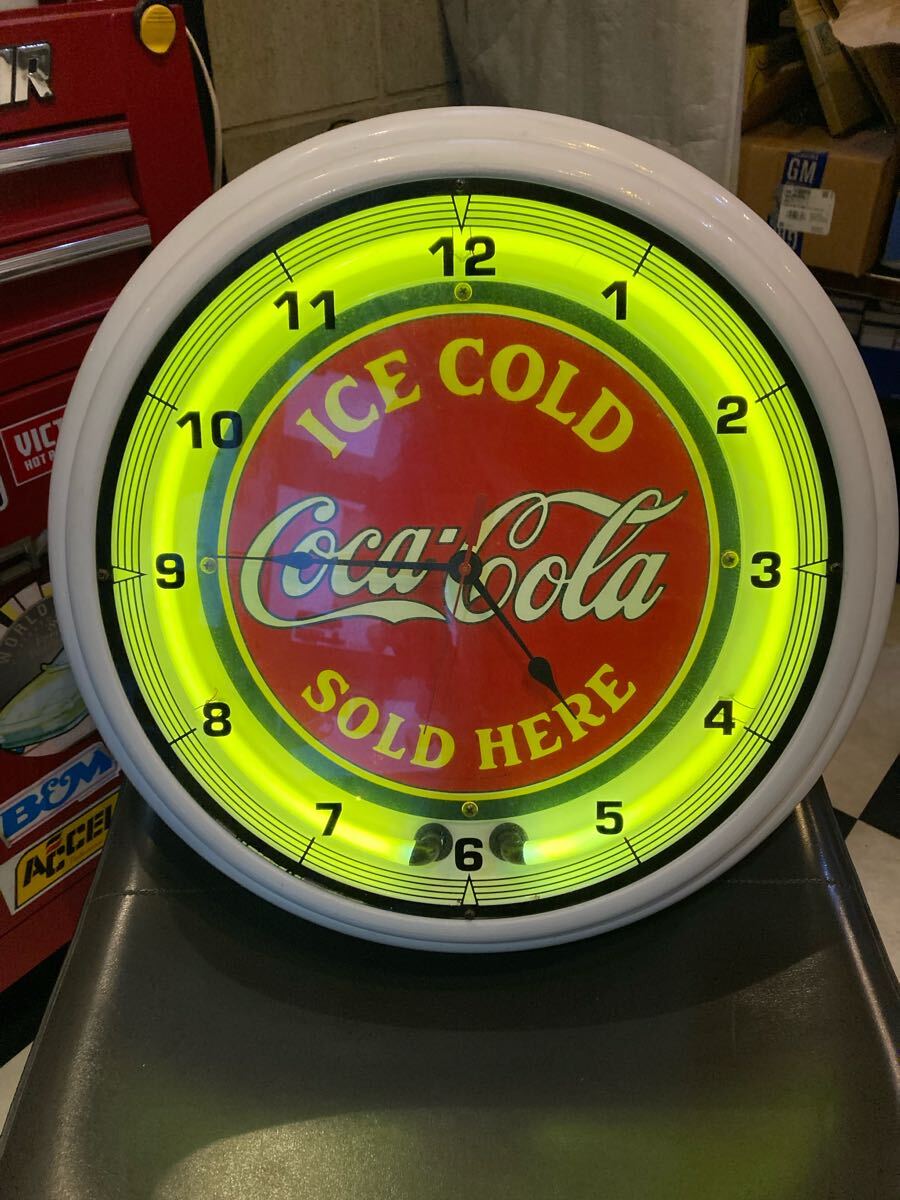 12
11
1
10
2
9
3
8
4
7
5
6
ICE COLD
Coca-Cola
SOLD HERE
GM
B&M
ACCEL
WORLD